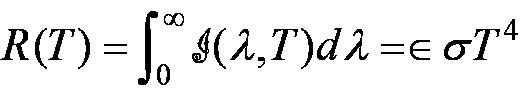 R(T) = ∫₀^∞ 𝒥(λ,T)dλ = ∈ σT⁴